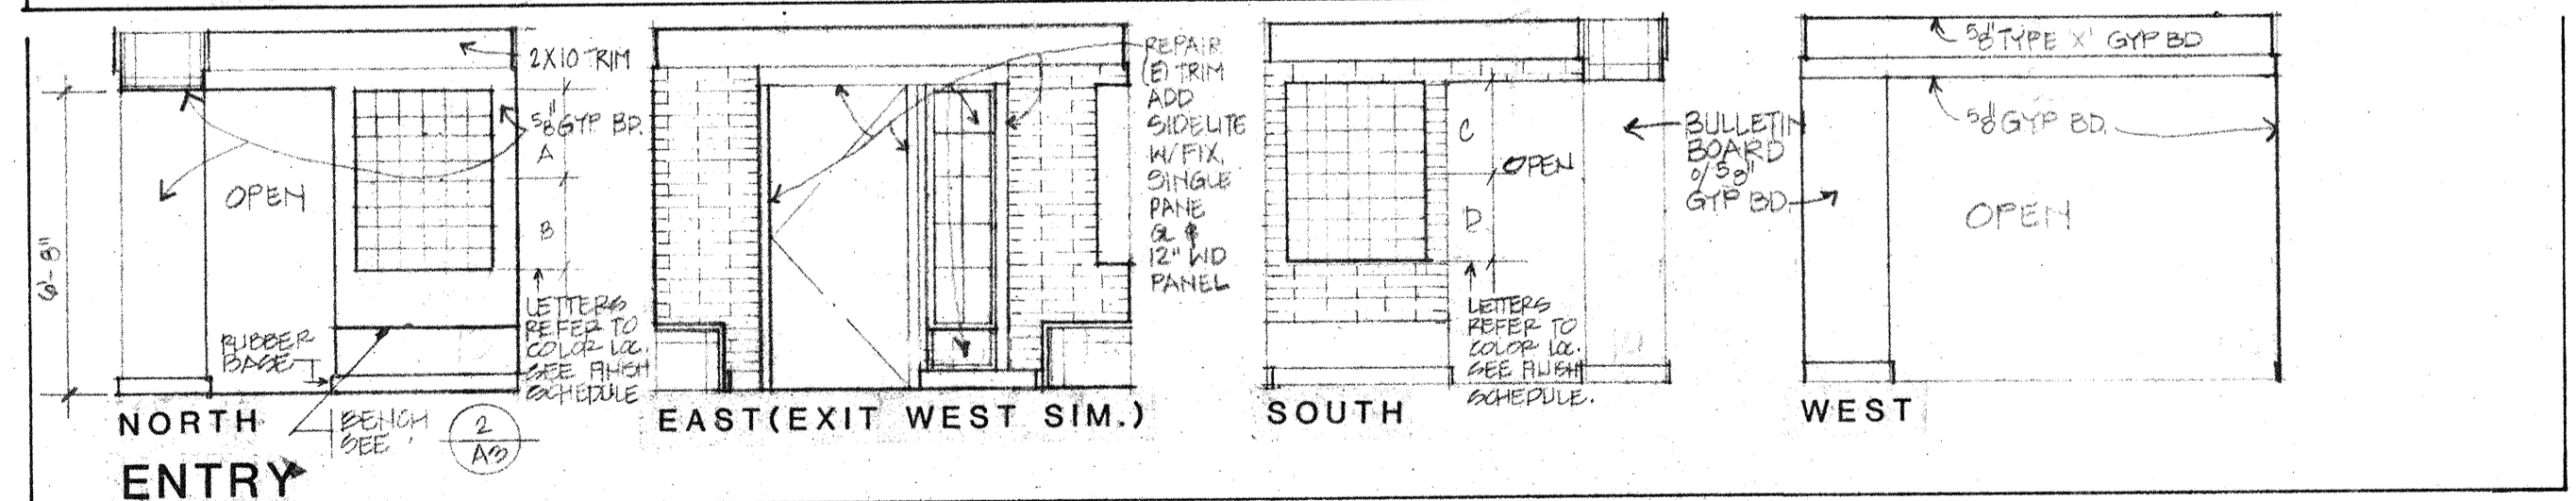 2X10 TRIM
5/8" GYP BD.
A
B
OPEN
6'-8"
RUBBER
BASE
LETTERS
REFER TO
COLOR LOC.
SEE FINISH
SCHEDULE
BENCH
SEE
2
A3
NORTH
REPAIR
(E) TRIM
ADD
SIDELITE
W/FIX.
SINGLE
PANE
GL &
12" WD
PANEL
EAST(EXIT WEST SIM.)
C
OPEN
D
LETTERS
REFER TO
COLOR LOC.
SEE FINISH
SCHEDULE.
SOUTH
BULLETIN
BOARD
o/ 5/8"
GYP BD.
5/8" TYPE 'X' GYP BD
5/8" GYP BD.
OPEN
WEST
ENTRY